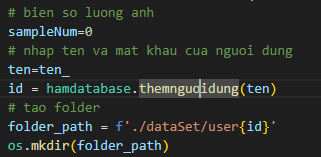 # bien so luong anh
sampleNum=0
# nhap ten va mat khau cua nguoi dung
ten=ten_
id = hamdatabase.themnguoidung(ten)
# tao folder
folder_path = f'./dataSet/user{id}'
os.mkdir(folder_path)